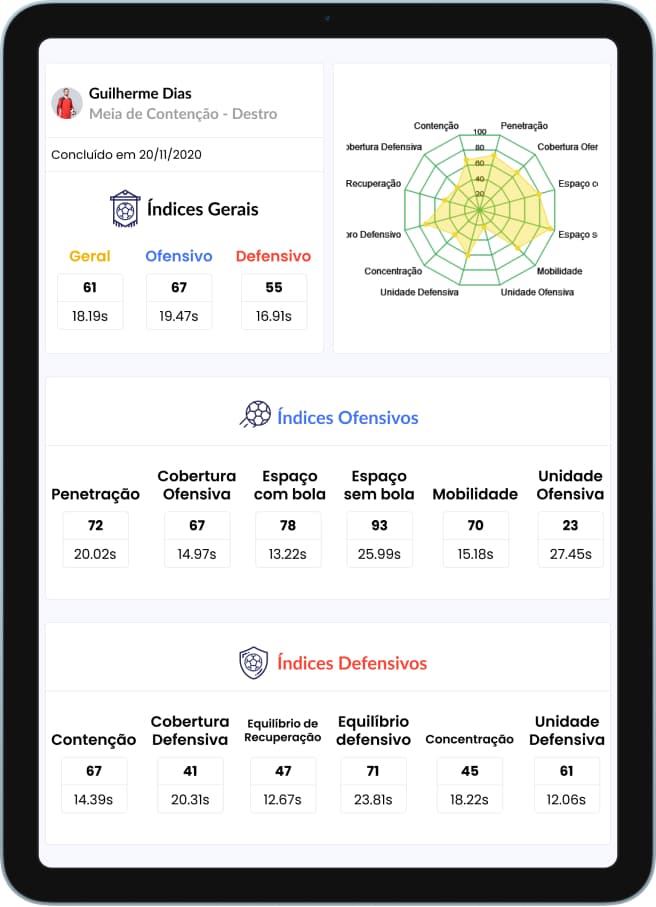 Guilherme Dias
Meia de Contenção - Destro
Concluído em 20/11/2020
Índices Gerais
Geral Ofensivo Defensivo
61 67 55
18.19s 19.47s 16.91s
Contenção
Penetração
obertura Defensiva
Cobertura Ofer
Recuperação
Espaço c
ro Defensivo
Espaço s
Concentração
Mobilidade
Unidade Defensiva
Unidade Ofensiva
100
80
60
40
20
Índices Ofensivos
Penetração
Cobertura
Ofensiva
Espaço
com bola
Espaço
sem bola
Mobilidade
Unidade
Ofensiva
72 67 78 93 70 23
20.02s 14.97s 13.22s 25.99s 15.18s 27.45s
Índices Defensivos
Contenção
Cobertura
Defensiva
Equilíbrio de
Recuperação
Equilíbrio
defensivo
Concentração
Unidade
Defensiva
67 41 47 71 45 61
14.39s 20.31s 12.67s 23.81s 18.22s 12.06s